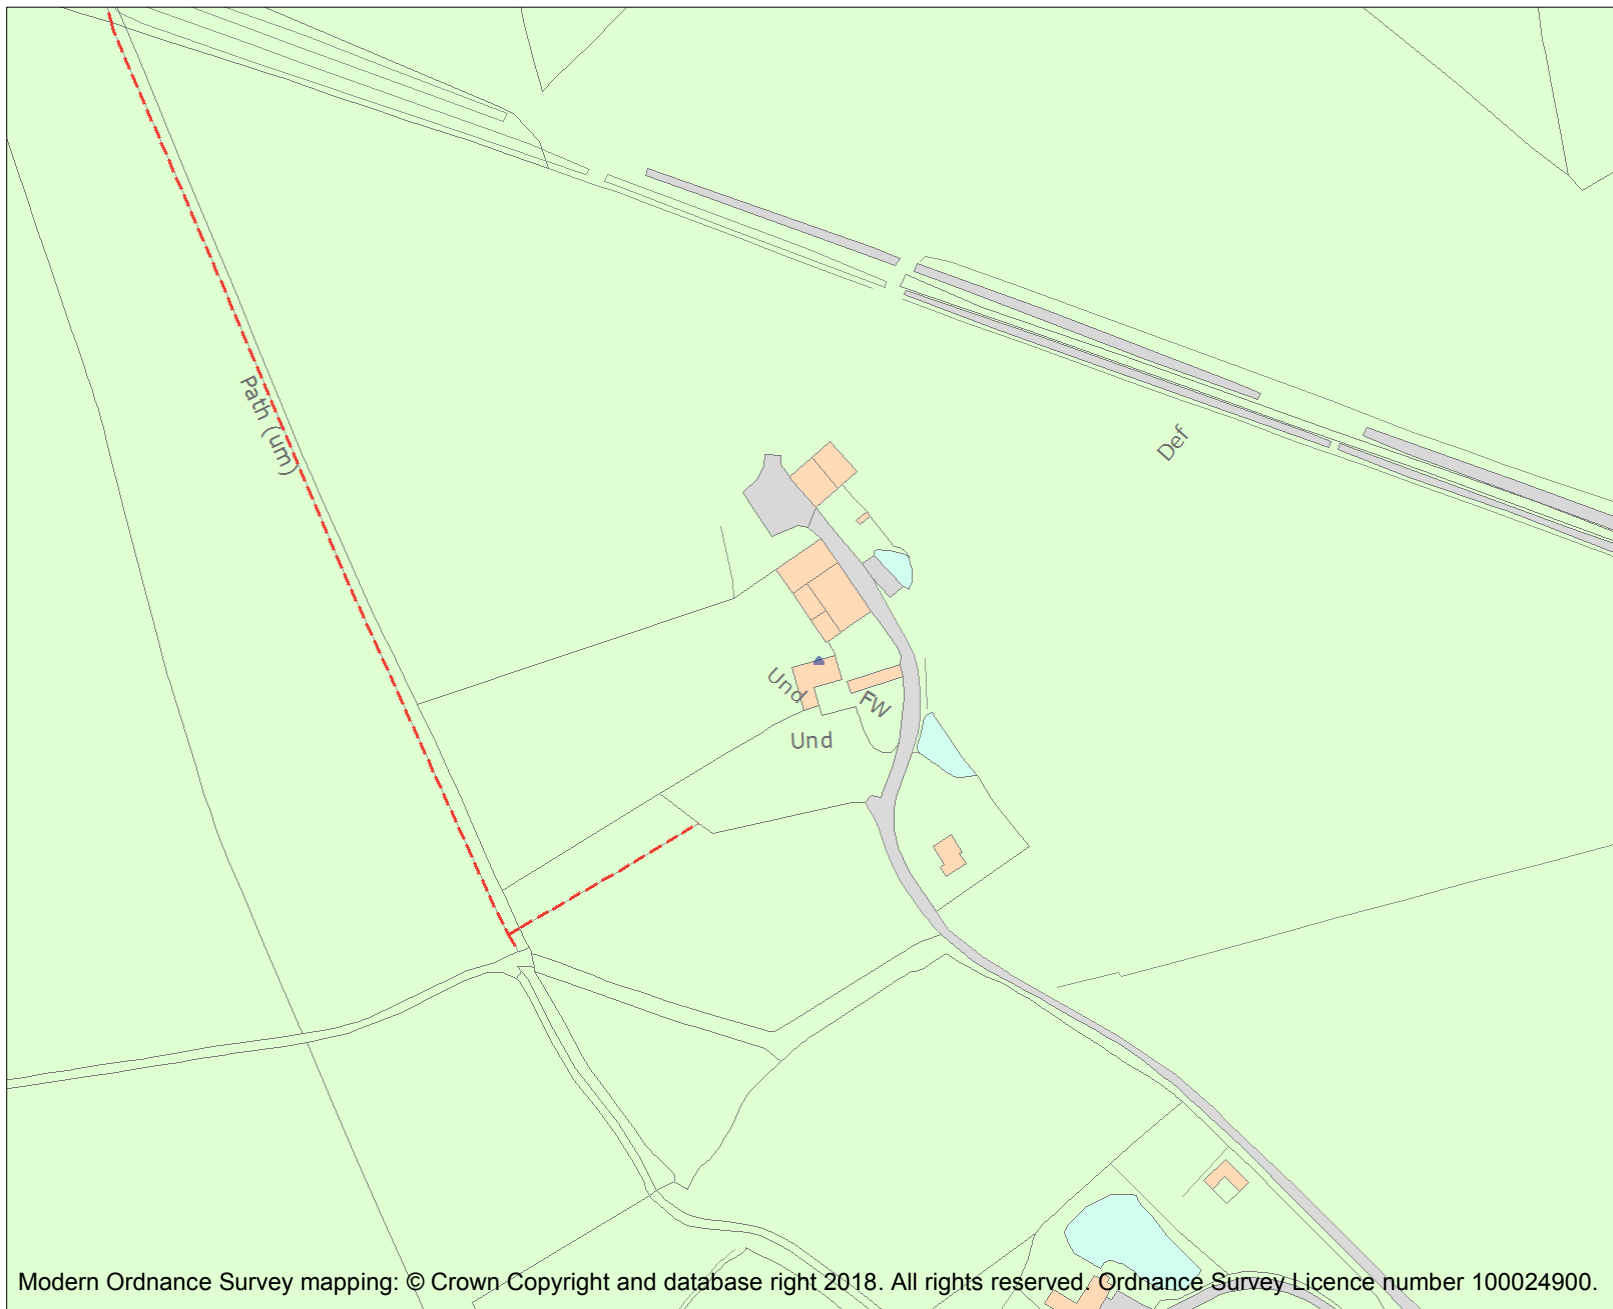 Path (um)
Def
Und
FW
Und
Modern Ordnance Survey mapping: © Crown Copyright and database right 2018. All rights reserved. Ordnance Survey Licence number 100024900.